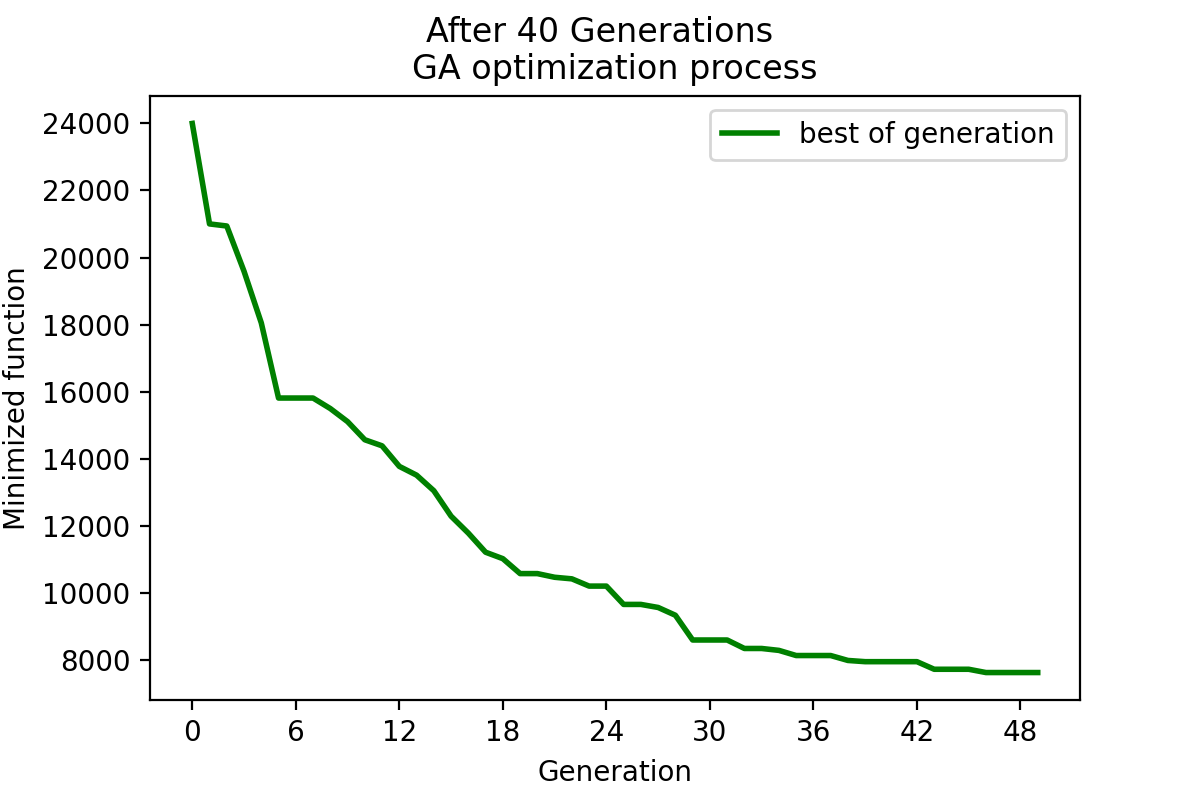 After 40 Generations
GA optimization process
best of generation
Minimized function
24000
22000
20000
18000
16000
14000
12000
10000
8000
0 6 12 18 24 30 36 42 48
Generation